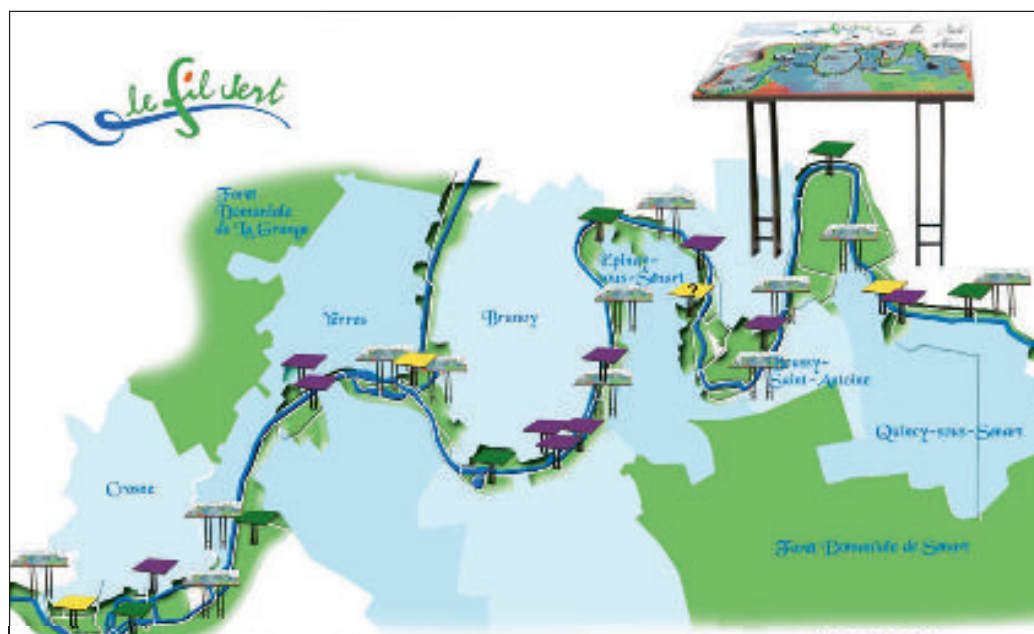 le fil vert
Forêt
Domaniale
de La Grange
Yerres
Brunoy
Epinay-
sous-Sénart
?
Boussy-
Saint-Antoine
Quincy-sous-Sénart
Crosne
Forêt Domaniale de Sénart